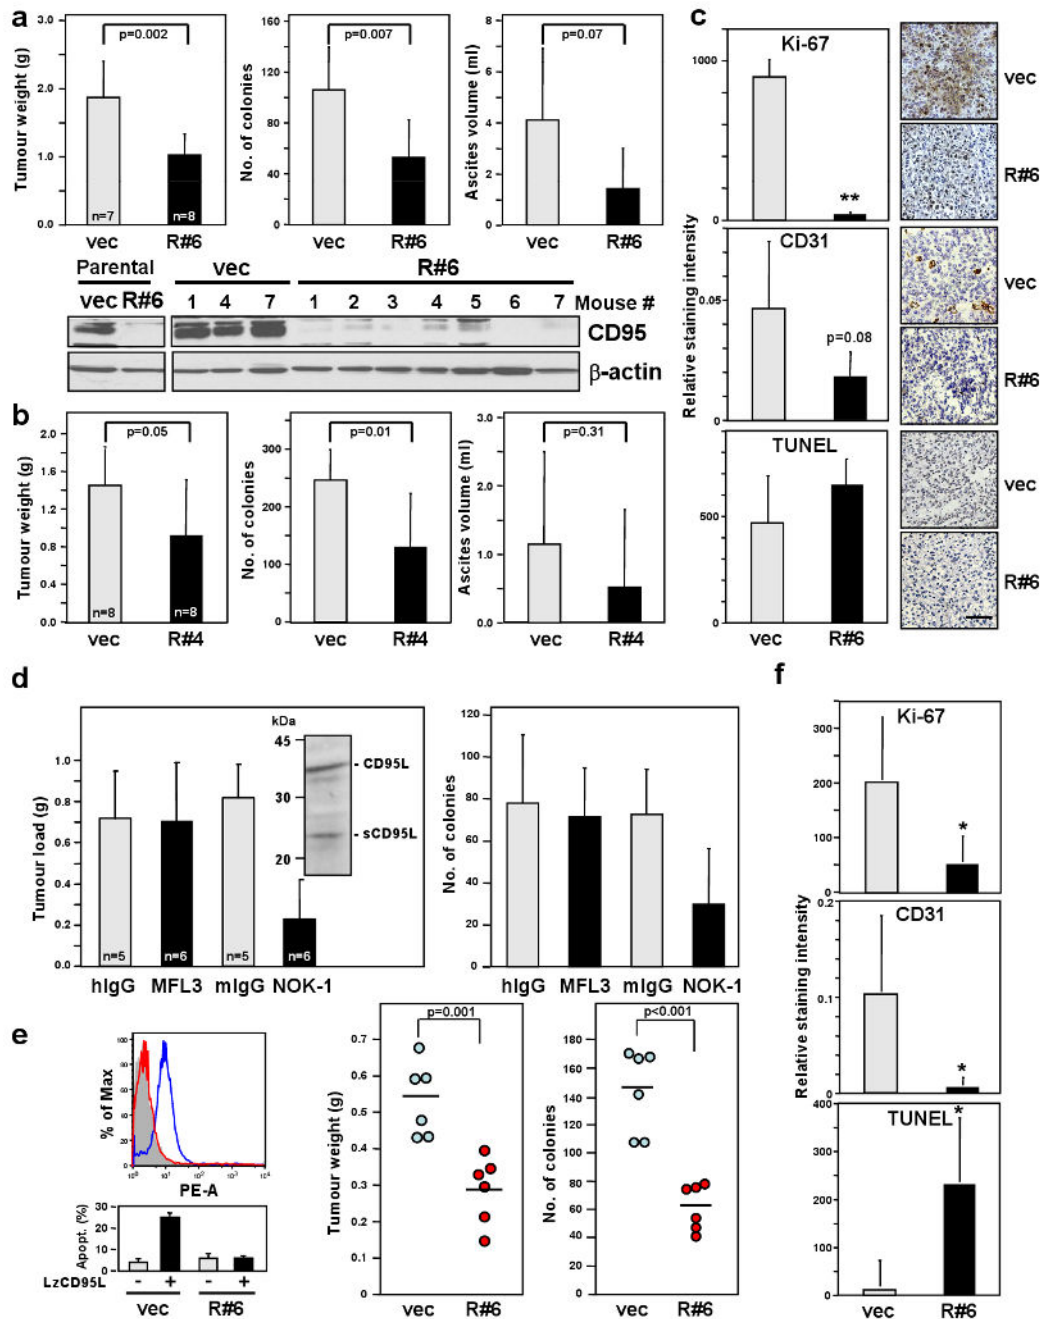 a
Tumour weight (g)
3.0
2.0
1.0
0.0
p=0.002
n=7
n=8
vec
R#6
No. of colonies
160
120
80
40
0
p=0.007
vec
R#6
Ascites volume (ml)
8
6
4
2
0
p=0.07
vec
R#6
Parental
vec
R#6
vec R#6
1 4 7
1 2 3 4 5 6 7
Mouse #
CD95
β-actin
b
Tumour weight (g)
2.0
1.6
1.2
0.8
0.4
0.0
p=0.05
n=8
n=8
vec
R#4
No. of colonies
300
200
100
0
p=0.01
vec
R#4
Ascites volume (ml)
3.0
2.0
1.0
0.0
p=0.31
vec
R#4
c
Relative staining intensity
Ki-67
1000
0
**
CD31
0.05
0
p=0.08
TUNEL
500
0
vec
R#6
vec
R#6
vec
R#6
vec
R#6
d
Tumour load (g)
1.0
0.8
0.6
0.4
0.2
0.0
n=5
n=6
n=5
n=6
hIgG
MFL3
mIgG
NOK-1
kDa
45
30
20
- CD95L
- sCD95L
No. of colonies
120
100
80
60
40
20
0
hIgG
MFL3
mIgG
NOK-1
e
% of Max
100
80
60
40
20
0
10⁰ 10¹ 10² 10³ 10⁴
PE-A
Apopt. (%)
30
20
10
0
LzCD95L
- + - +
vec
R#6
Tumour weight (g)
0.7
0.6
0.5
0.4
0.3
0.2
0.1
0
p=0.001
vec
R#6
No. of colonies
180
160
140
120
100
80
60
40
20
0
p<0.001
vec
R#6
f
Relative staining intensity
Ki-67
300
200
100
0
*
CD31
0.2
0.1
0
*
TUNEL
400
300
200
100
0
*
vec
R#6